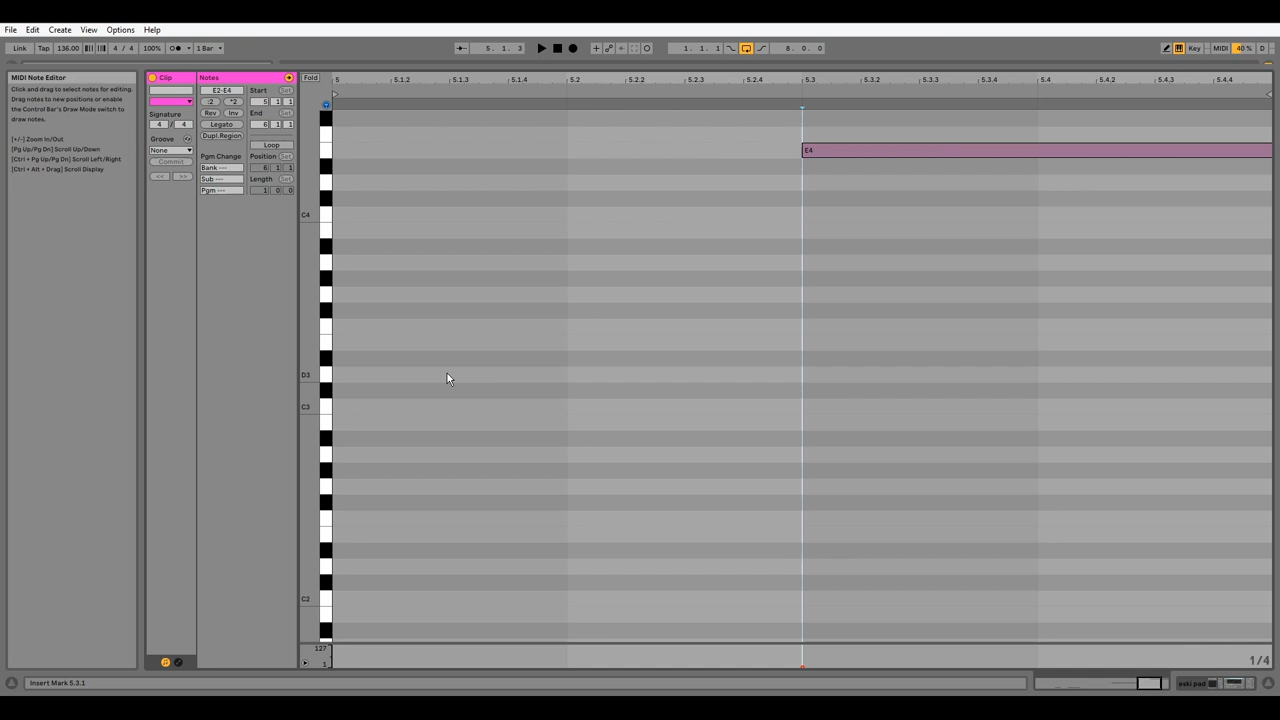 File Edit Create View Options Help
Link Tap 136.00 4 / 4 100% 1 Bar 5. 1. 3 1. 1. 1 8. 0. 0 Key MIDI 40 % D
MIDI Note Editor
Click and drag to select notes for editing.
Drag notes to new positions or enable
the Control Bar's Draw Mode switch to
draw notes.
[+/-] Zoom In/Out
[Pg Up/Pg Dn] Scroll Up/Down
[Ctrl + Pg Up/Pg Dn] Scroll Left/Right
[Ctrl + Alt + Drag] Scroll Display
Clip
Signature
4 / 4
Groove
None
Commit
<< >>
Notes
E2-E4 Start Set
:2 *2 5 1 1
Rev Inv End Set
Legato 6 1 1
Dupl.Region
Loop
Pgm Change Position Set
Bank --- 6 1 1
Sub --- Length Set
Pgm --- 1 0 0
Fold 5 5.1.2 5.1.3 5.1.4 5.2 5.2.2 5.2.3 5.2.4 5.3 5.3.2 5.3.3 5.3.4 5.4 5.4.2 5.4.3 5.4.4
E4
C4
D3
C3
C2
127
1
1/4
Insert Mark 5.3.1
eski pad